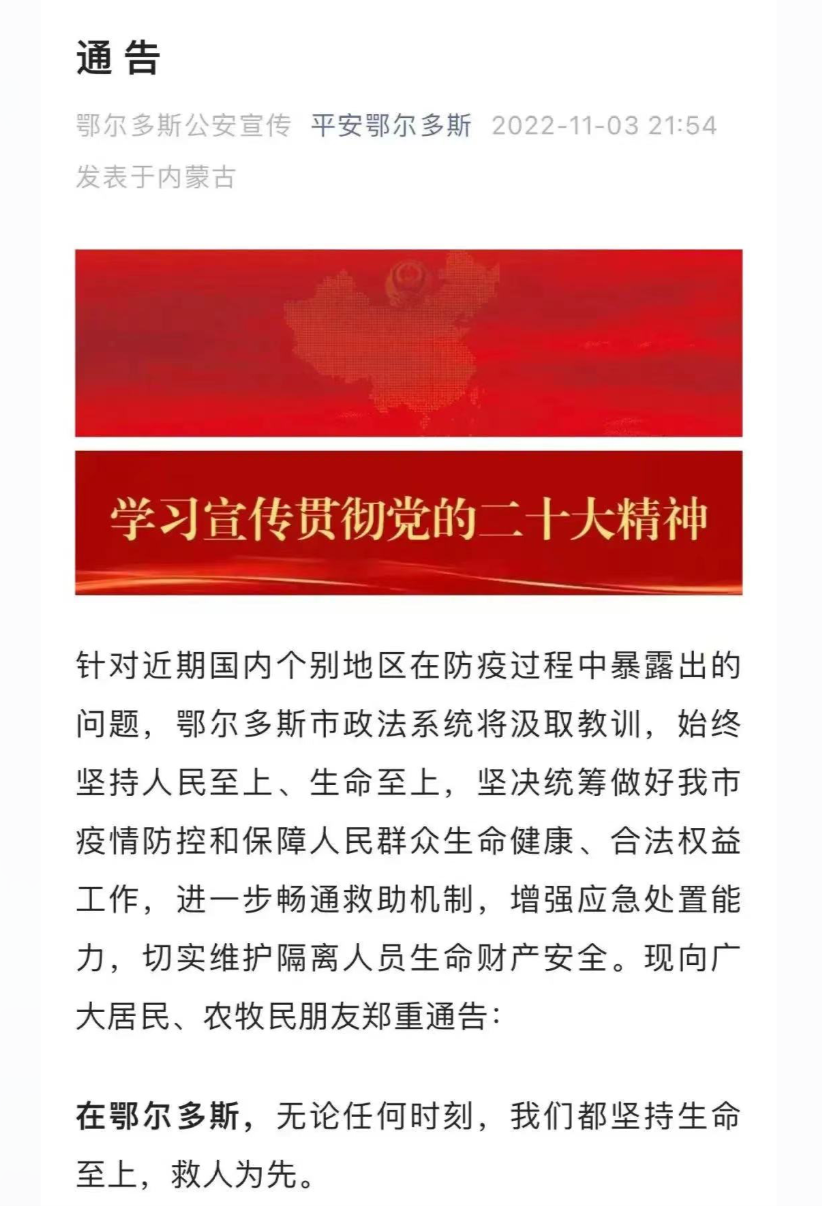 通 告
鄂尔多斯公安宣传 平安鄂尔多斯 2022-11-03 21:54
发表于内蒙古
学习宣传贯彻党的二十大精神
针对近期国内个别地区在防疫过程中暴露出的
问题，鄂尔多斯市政法系统将汲取教训，始终
坚持人民至上、生命至上，坚决统筹做好我市
疫情防控和保障人民群众生命健康、合法权益
工作，进一步畅通救助机制，增强应急处置能
力，切实维护隔离人员生命财产安全。现向广
大居民、农牧民朋友郑重通告：
在鄂尔多斯，无论任何时刻，我们都坚持生命
至上，救人为先。